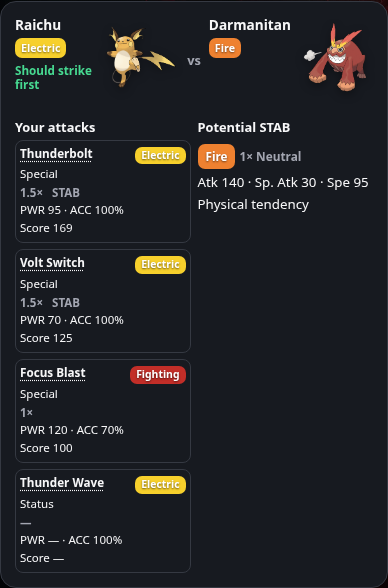 Raichu
Electric
Should strike
first
vs
Darmanitan
Fire
Your attacks
Thunderbolt Electric
Special
1.5× STAB
PWR 95 · ACC 100%
Score 169
Volt Switch Electric
Special
1.5× STAB
PWR 70 · ACC 100%
Score 125
Focus Blast Fighting
Special
1×
PWR 120 · ACC 70%
Score 100
Thunder Wave Electric
Status
—
PWR — · ACC 100%
Score —
Potential STAB
Fire 1× Neutral
Atk 140 · Sp. Atk 30 · Spe 95
Physical tendency